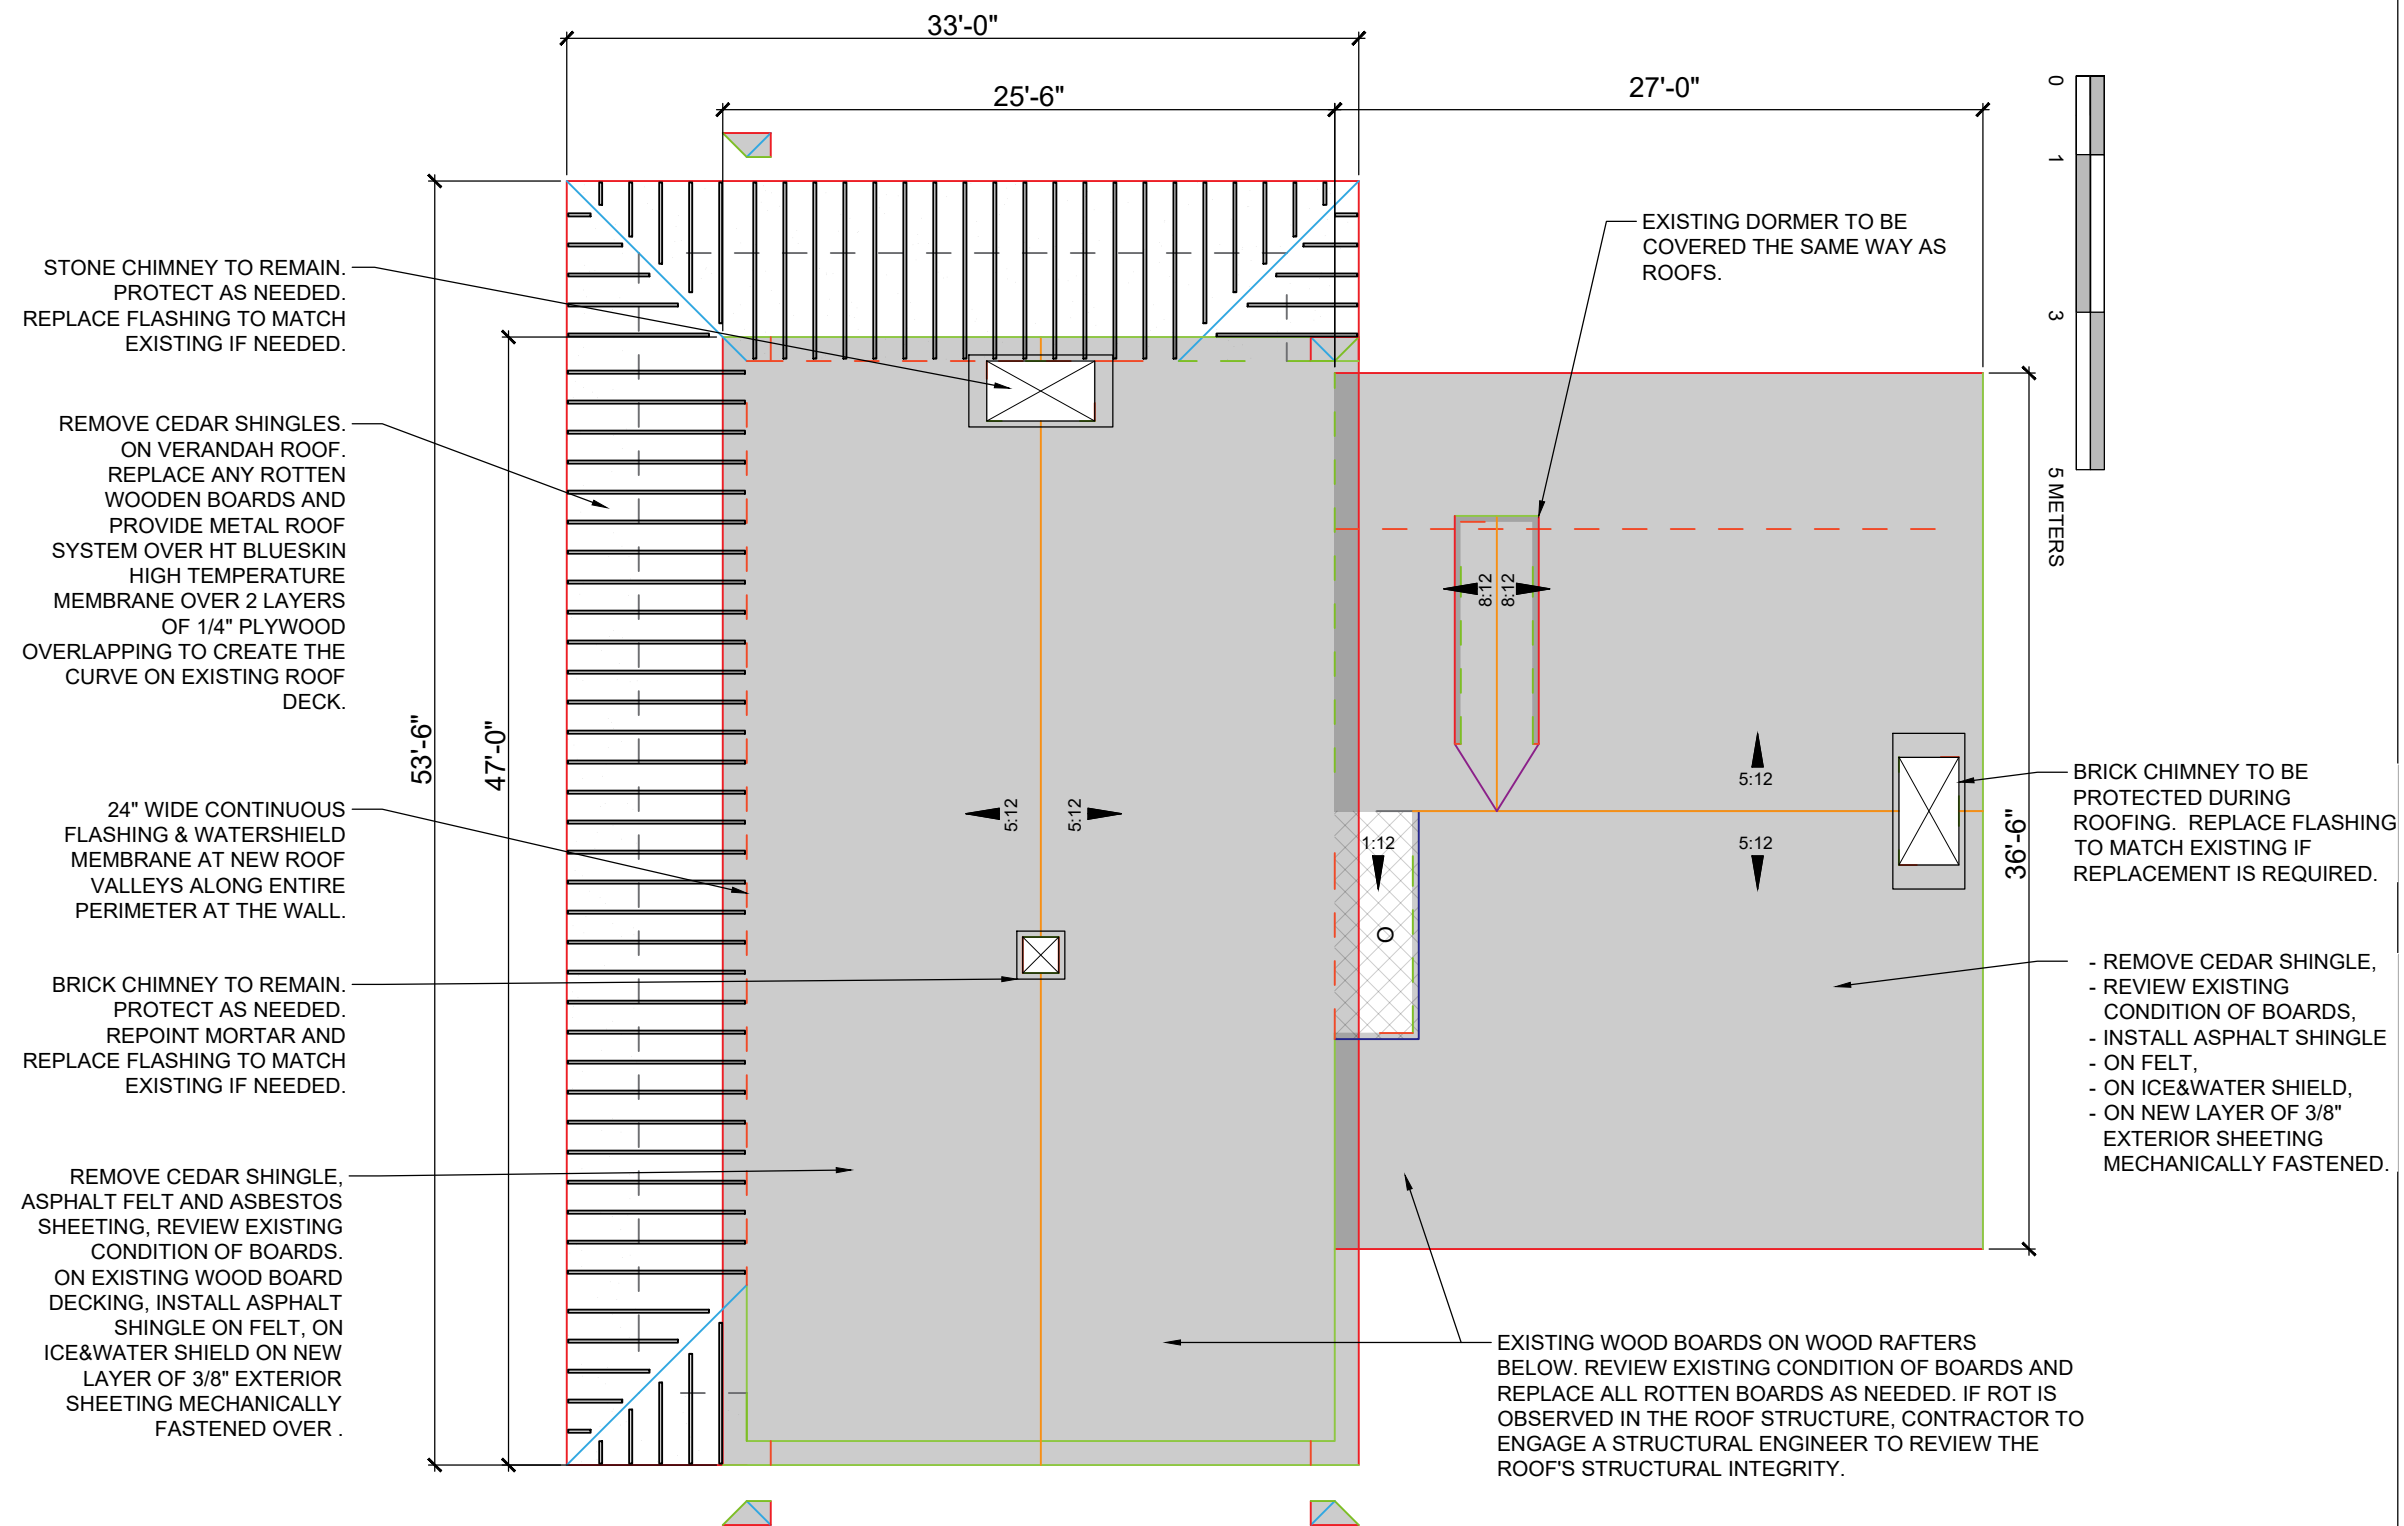 33'-0"
25'-6"
27'-0"
0
1
3
5 METERS
STONE CHIMNEY TO REMAIN.
PROTECT AS NEEDED.
REPLACE FLASHING TO MATCH
EXISTING IF NEEDED.
EXISTING DORMER TO BE
COVERED THE SAME WAY AS
ROOFS.
REMOVE CEDAR SHINGLES.
ON VERANDAH ROOF.
REPLACE ANY ROTTEN
WOODEN BOARDS AND
PROVIDE METAL ROOF
SYSTEM OVER HT BLUESKIN
HIGH TEMPERATURE
MEMBRANE OVER 2 LAYERS
OF 1/4" PLYWOOD
OVERLAPPING TO CREATE THE
CURVE ON EXISTING ROOF
DECK.
53'-6"
47'-0"
8:12
8:12
5:12
5:12
5:12
5:12
1:12
O
36'-6"
24" WIDE CONTINUOUS
FLASHING & WATERSHIELD
MEMBRANE AT NEW ROOF
VALLEYS ALONG ENTIRE
PERIMETER AT THE WALL.
BRICK CHIMNEY TO BE
PROTECTED DURING
ROOFING. REPLACE FLASHING
TO MATCH EXISTING IF
REPLACEMENT IS REQUIRED.
BRICK CHIMNEY TO REMAIN.
PROTECT AS NEEDED.
REPOINT MORTAR AND
REPLACE FLASHING TO MATCH
EXISTING IF NEEDED.
- REMOVE CEDAR SHINGLE,
- REVIEW EXISTING
CONDITION OF BOARDS,
- INSTALL ASPHALT SHINGLE
- ON FELT,
- ON ICE&WATER SHIELD,
- ON NEW LAYER OF 3/8"
EXTERIOR SHEETING
MECHANICALLY FASTENED.
REMOVE CEDAR SHINGLE,
ASPHALT FELT AND ASBESTOS
SHEETING, REVIEW EXISTING
CONDITION OF BOARDS.
ON EXISTING WOOD BOARD
DECKING, INSTALL ASPHALT
SHINGLE ON FELT, ON
ICE&WATER SHIELD ON NEW
LAYER OF 3/8" EXTERIOR
SHEETING MECHANICALLY
FASTENED OVER .
EXISTING WOOD BOARDS ON WOOD RAFTERS
BELOW. REVIEW EXISTING CONDITION OF BOARDS AND
REPLACE ALL ROTTEN BOARDS AS NEEDED. IF ROT IS
OBSERVED IN THE ROOF STRUCTURE, CONTRACTOR TO
ENGAGE A STRUCTURAL ENGINEER TO REVIEW THE
ROOF'S STRUCTURAL INTEGRITY.